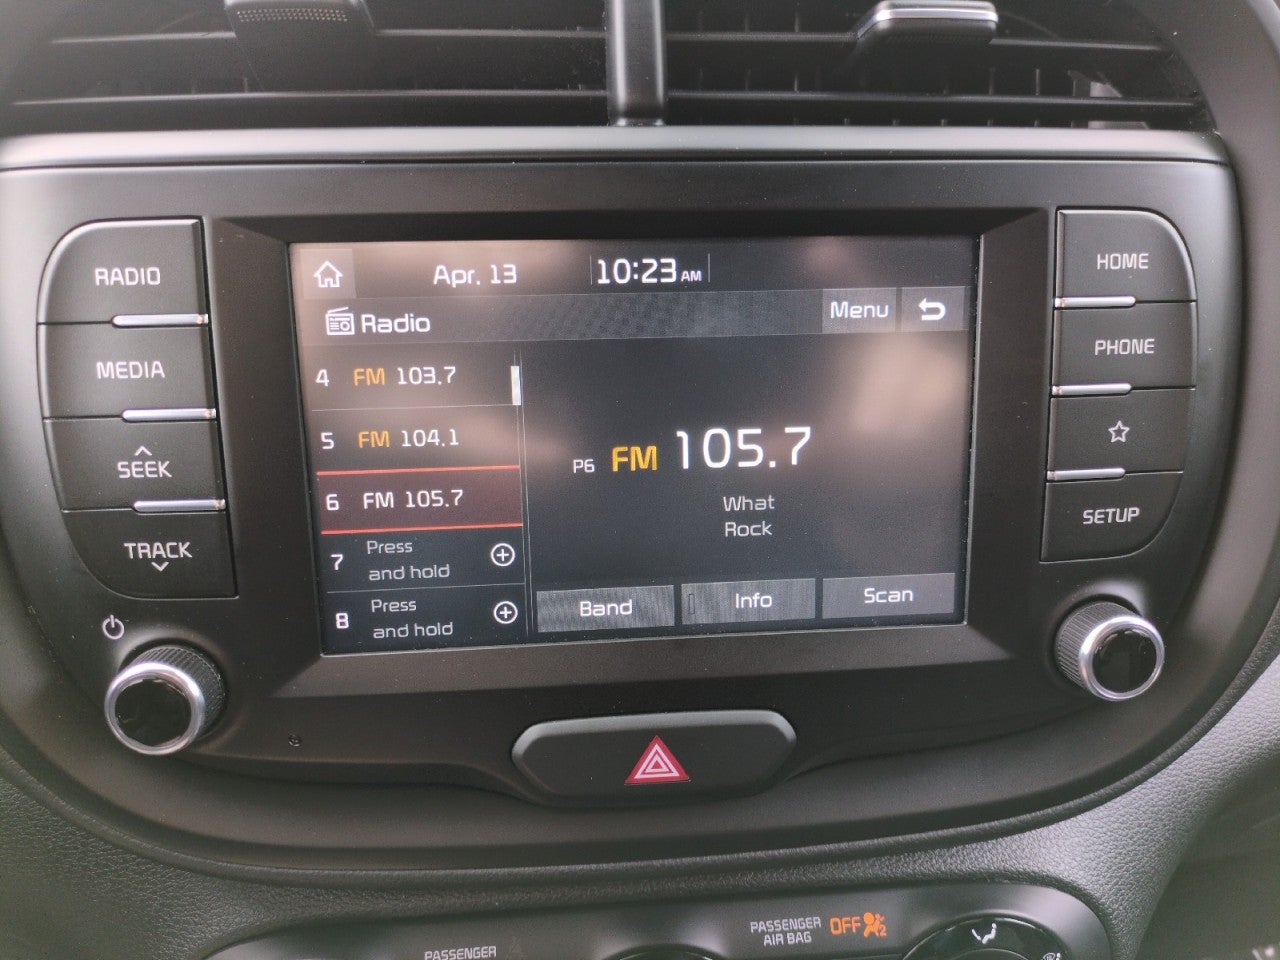 RADIO
MEDIA
SEEK
TRACK
Apr. 13 10:23 AM
Radio Menu
4 FM 103.7
5 FM 104.1
6 FM 105.7
7 Press and hold
8 Press and hold
P6 FM 105.7
What
Rock
Band Info Scan
HOME
PHONE
SETUP
PASSENGER
AIR BAG OFF 2
PASSENGER